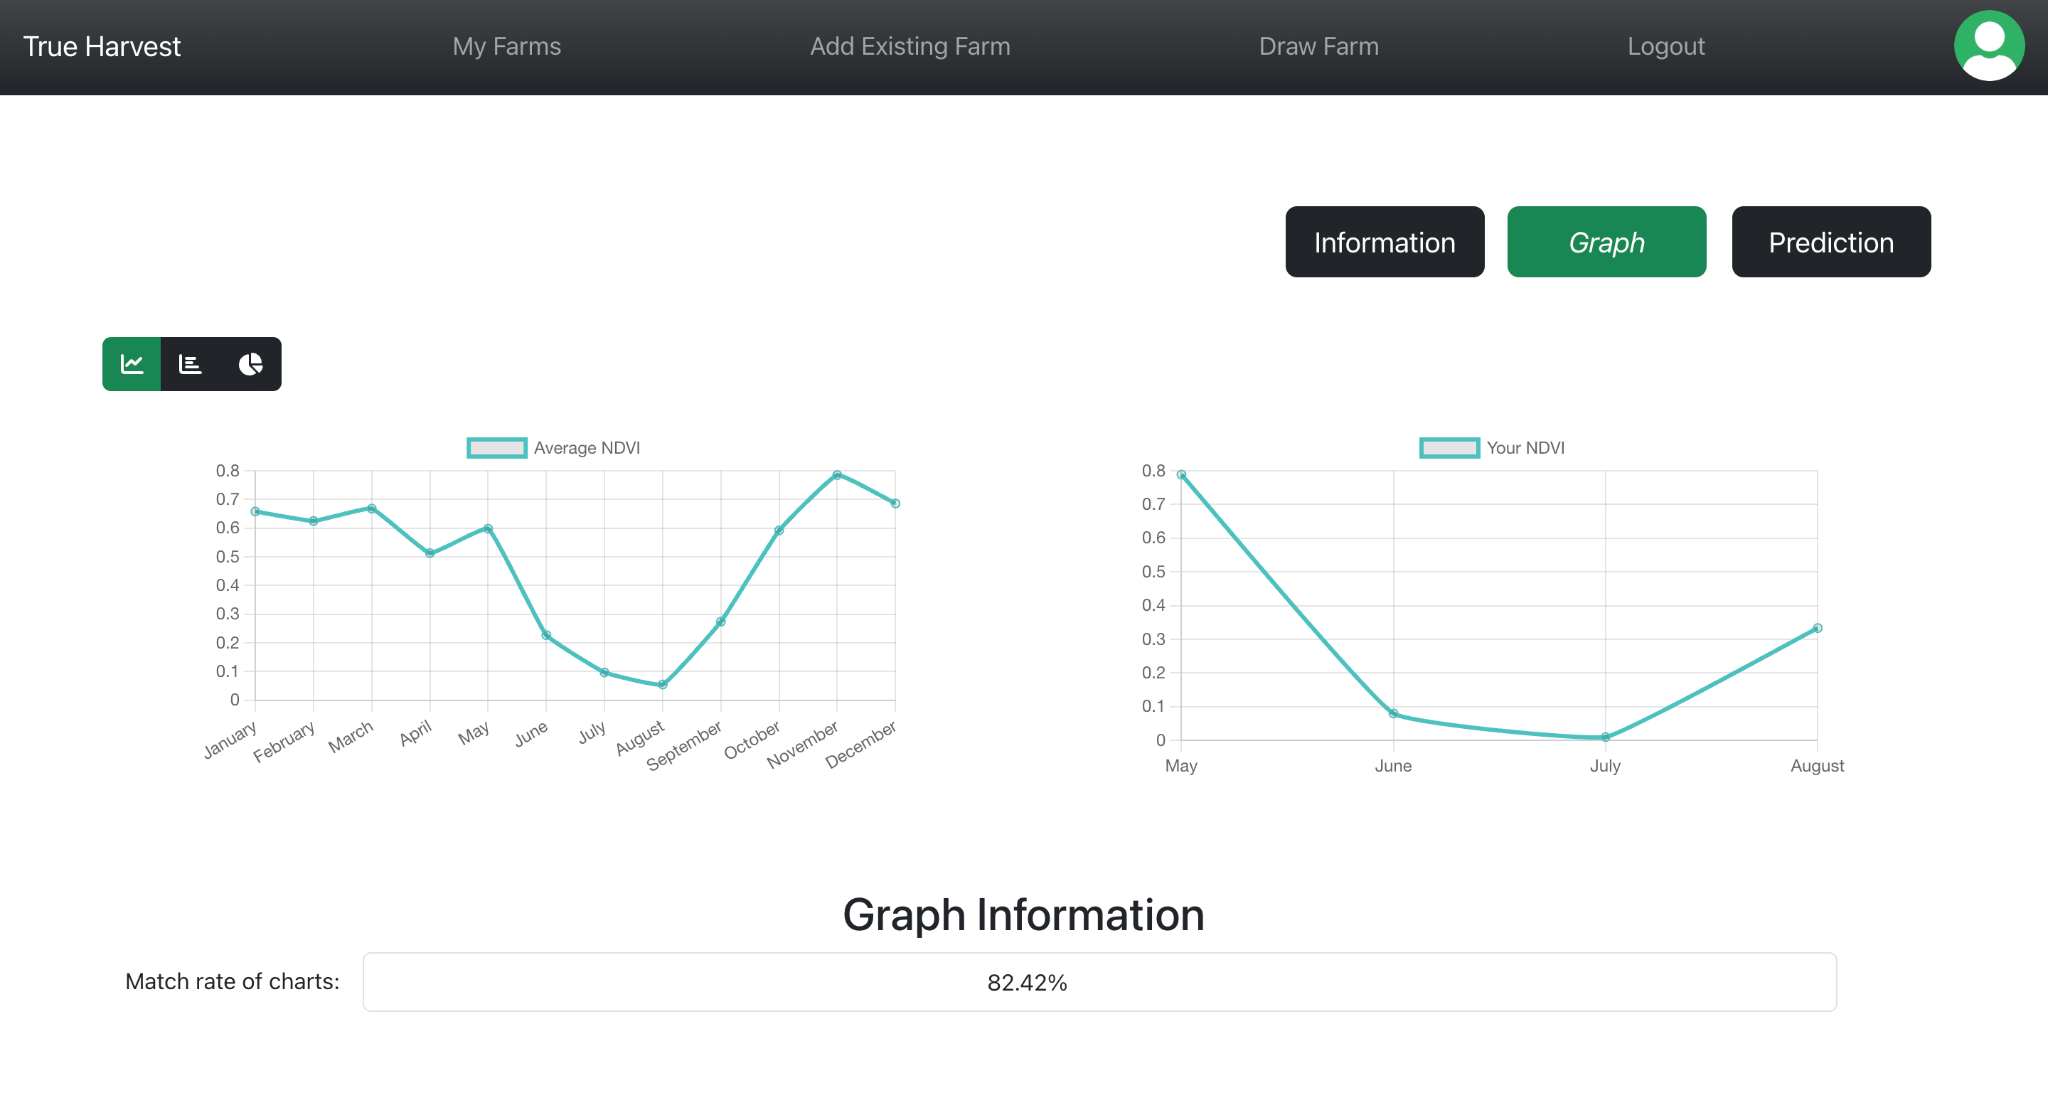 True Harvest My Farms Add Existing Farm Draw Farm Logout
Information Graph Prediction
Average NDVI
0.8
0.7
0.6
0.5
0.4
0.3
0.2
0.1
0
January February March April May June July August September October November December
Your NDVI
0.8
0.7
0.6
0.5
0.4
0.3
0.2
0.1
0
May June July August
Graph Information
Match rate of charts: 82.42%